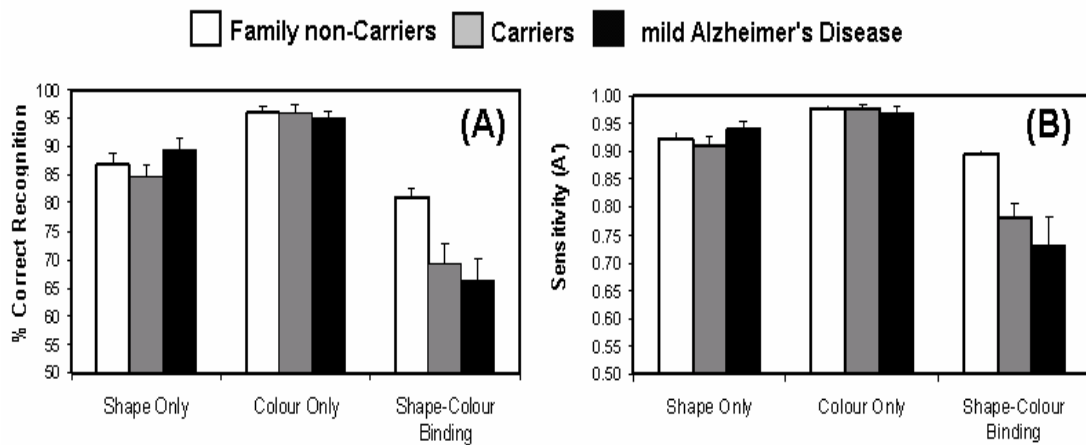 Family non-Carriers Carriers mild Alzheimer's Disease
(A)
% Correct Recognition
100
95
90
85
80
75
70
65
60
55
50
Shape Only Colour Only Shape-Colour
Binding
(B)
Sensitivity (A')
1.00
0.95
0.90
0.85
0.80
0.75
0.70
0.65
0.60
0.55
0.50
Shape Only Colour Only Shape-Colour
Binding